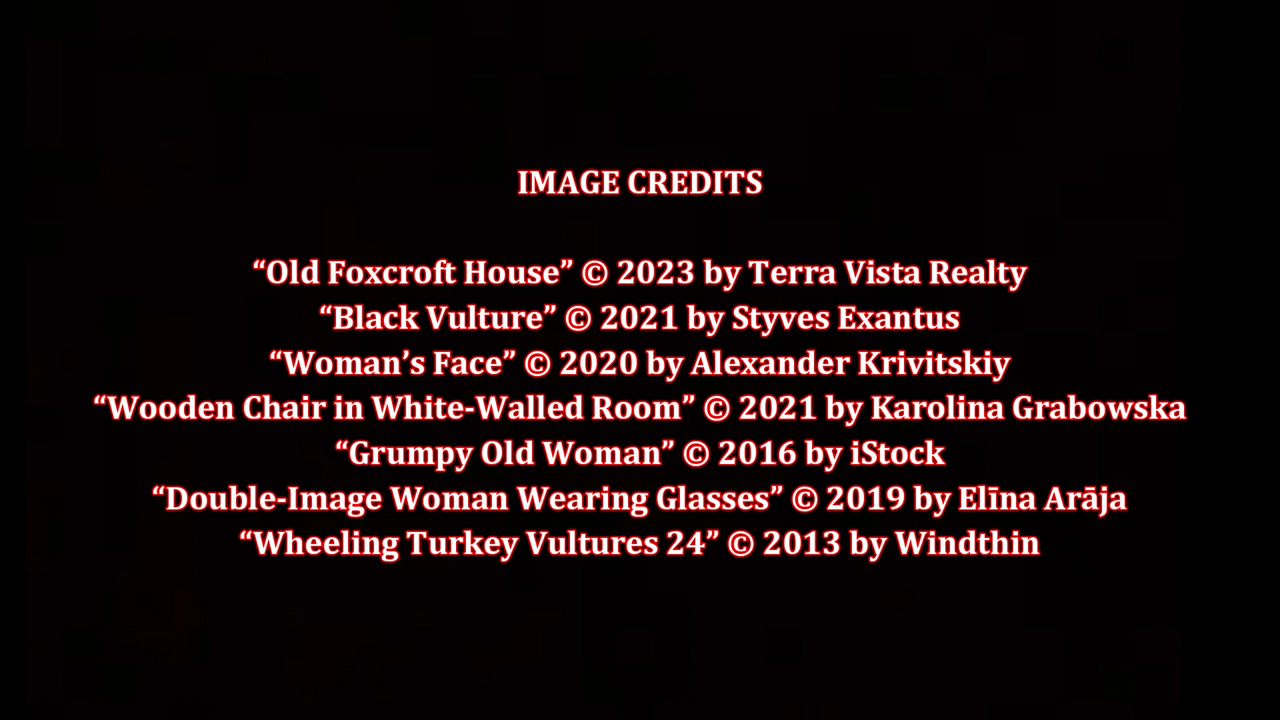 IMAGE CREDITS
“Old Foxcroft House” © 2023 by Terra Vista Realty
“Black Vulture” © 2021 by Styves Exantus
“Woman’s Face” © 2020 by Alexander Krivitskiy
“Wooden Chair in White-Walled Room” © 2021 by Karolina Grabowska
“Grumpy Old Woman” © 2016 by iStock
“Double-Image Woman Wearing Glasses” © 2019 by Elīna Arāja
“Wheeling Turkey Vultures 24” © 2013 by Windthin